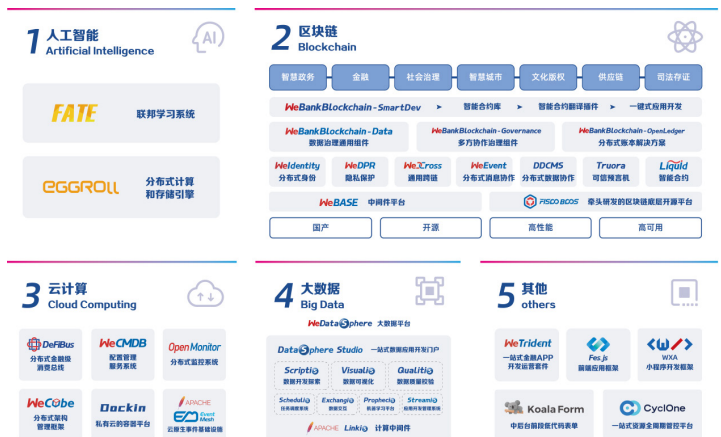 1 人工智能
Artificial Intelligence
AI
FATE 联邦学习系统
EGGROLL 分布式计算
和存储引擎
2 区块链
Blockchain
智慧政务 金融 社会治理 智慧城市 文化版权 供应链 司法存证
WeBankBlockchain-SmartDev > 智能合约库 > 智能合约翻译插件 > 一键式应用开发
WeBankBlockchain-Data
数据治理通用组件
WeBankBlockchain-Governance
多方协作治理组件
WeBankBlockchain-OpenLedger
分布式账本解决方案
WeIdentity
分布式身份
WeDPR
隐私保护
WeCross
通用跨链
WeEvent
分布式消息协作
DDCMS
分布式数据协作
Truora
可信预言机
Liquid
智能合约
WeBASE 中间件平台
FISCO BCOS 牵头研发的区块链底层开源平台
国产 开源 高性能 高可用
3 云计算
Cloud Computing
DeFiBus
分布式金融级
消息总线
WeCMDB
配置管理
服务系统
OpenMonitor
分布式监控系统
WeCube
分布式架构
管理框架
Dockin
私有云的容器平台
APACHE
EventMesh
云原生事件基础设施
4 大数据
Big Data
WeDataSphere 大数据平台
DataSphere Studio 一站式数据应用开发门户
Scriptis
数据开发探索
Visualis
数据可视化
Qualitis
数据质量校验
Schedulis
任务调度系统
Exchangis
数据交互
Prophecis
机器学习平台
Streamis
应用开发管理系统
APACHE Linkis 计算中间件
5 其他
others
WeTrident
一站式金融APP
开发运营套件
Fes.js
前端应用框架
WXA
小程序开发框架
Koala Form
中后台前段低代码表单
CyclOne
一站式资源全周期管控平台